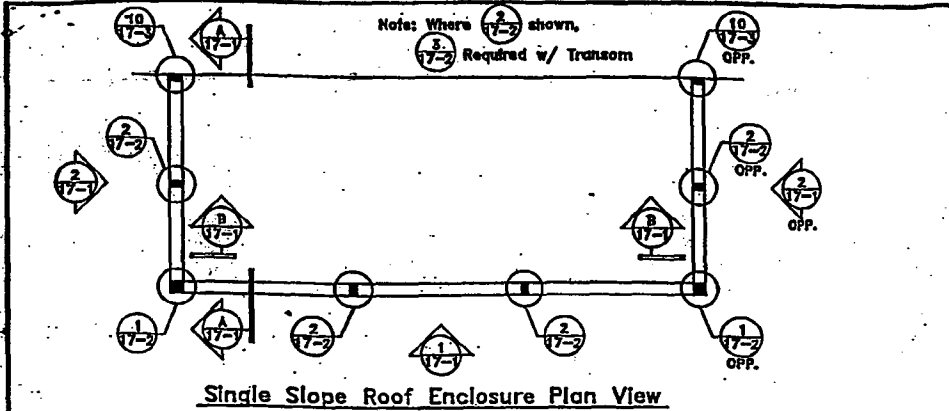 10
17-3
A
17-1
Note: Where 2/17-2 shown,
3/17-2 Required w/ Transom
10
17-3
OPP.
2
17-2
2
17-1
B
17-1
B
17-1
2
17-2
OPP.
2
17-1
OPP.
1
17-2
A
17-1
2
17-2
1
17-1
2
17-2
1
17-2
OPP.
Single Slope Roof Enclosure Plan View